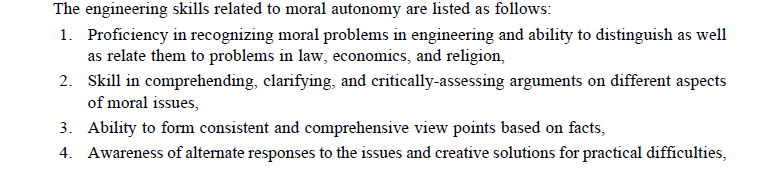 The engineering skills related to moral autonomy are listed as follows:
1. Proficiency in recognizing moral problems in engineering and ability to distinguish as well
as relate them to problems in law, economics, and religion,
2. Skill in comprehending, clarifying, and critically-assessing arguments on different aspects
of moral issues,
3. Ability to form consistent and comprehensive view points based on facts,
4. Awareness of alternate responses to the issues and creative solutions for practical difficulties,